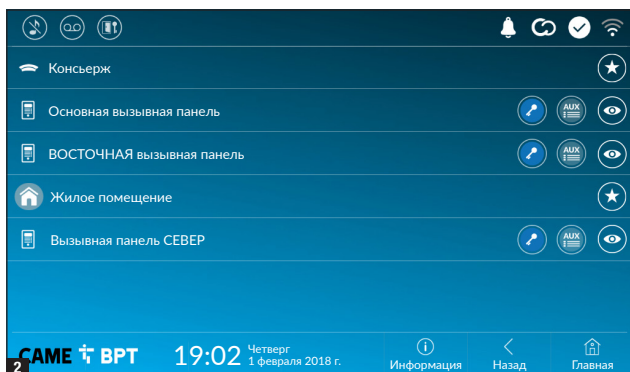 Консьерж
Основная вызывная панель
AUX
ВОСТОЧНАЯ вызывная панель
AUX
Жилое помещение
Вызывная панель СЕВЕР
AUX
CAME BPT
19:02
Четверг
1 февраля 2018 г.
Информация
Назад
Главная
2